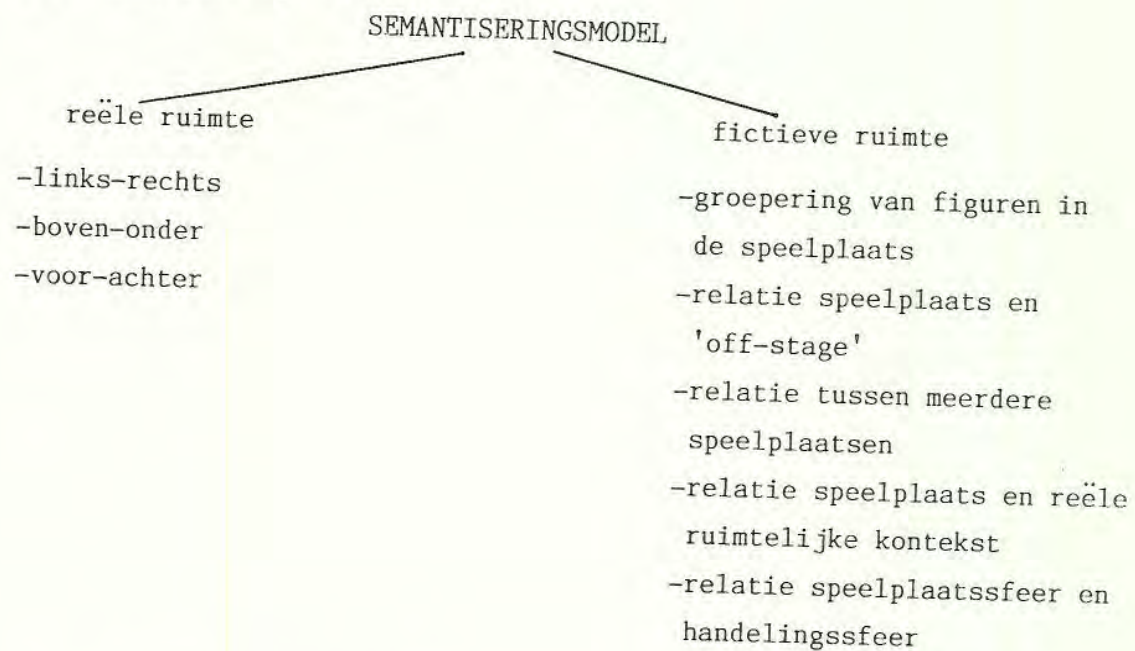 SEMANTISERINGSMODEL
reële ruimte
-links-rechts
-boven-onder
-voor-achter
fictieve ruimte
-groepering van figuren in
de speelplaats
-relatie speelplaats en
'off-stage'
-relatie tussen meerdere
speelplaatsen
-relatie speelplaats en reële
ruimtelijke kontekst
-relatie speelplaatssfeer en
handelingssfeer